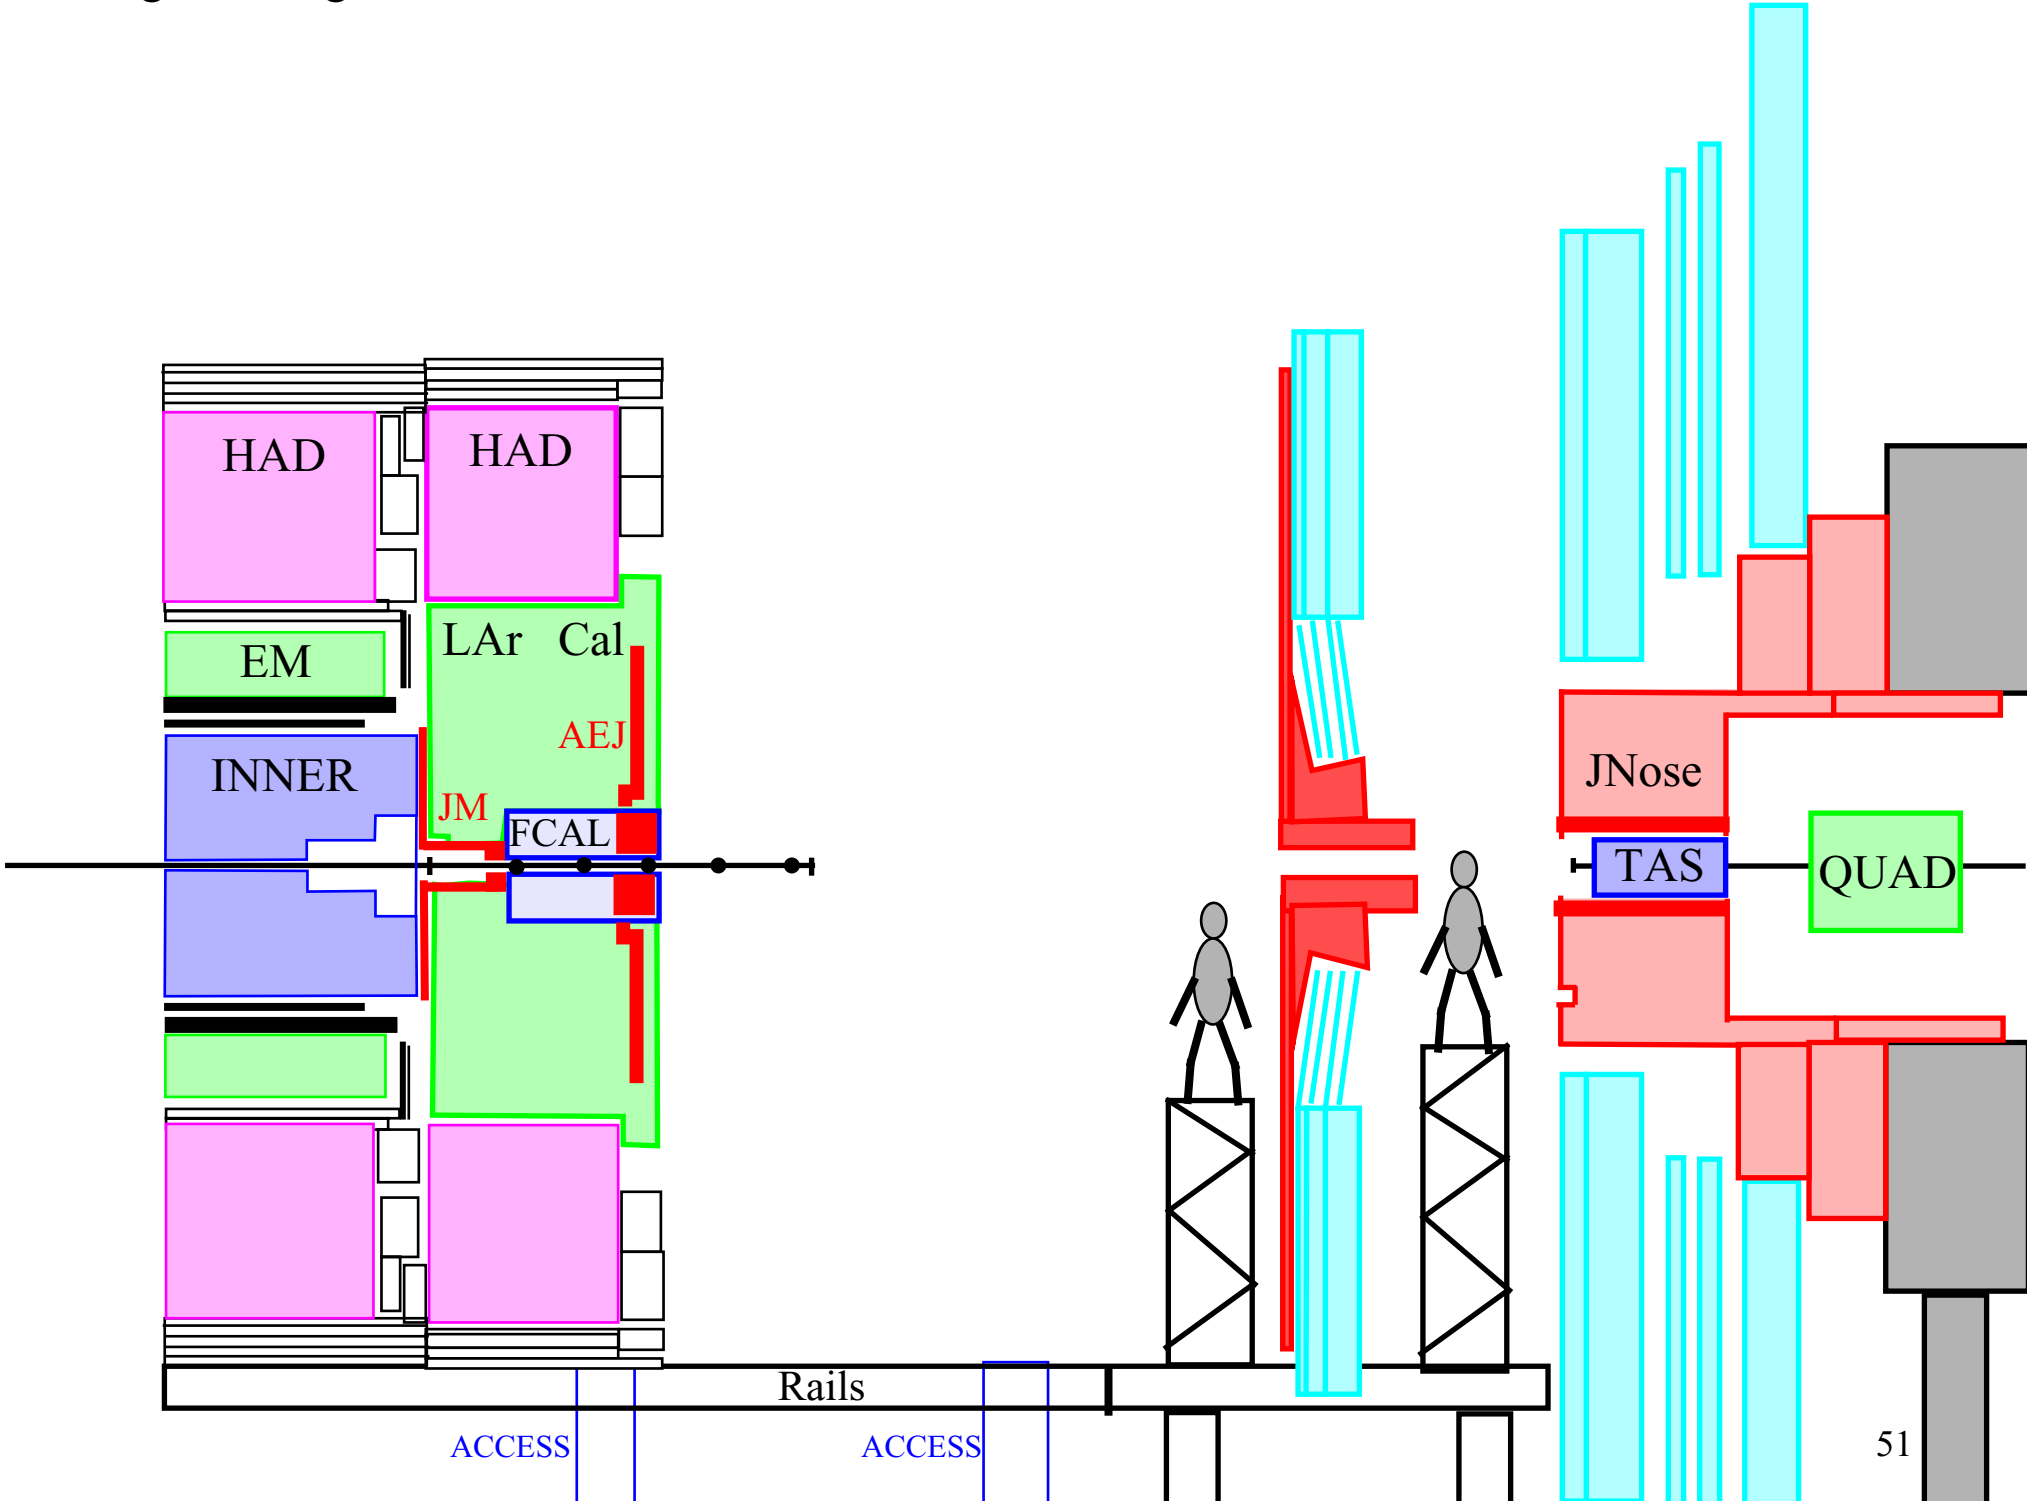 HAD
HAD
LAr Cal
EM
AEJ
INNER
JNose
JM
FCAL
TAS
QUAD
Rails
ACCESS
ACCESS
51